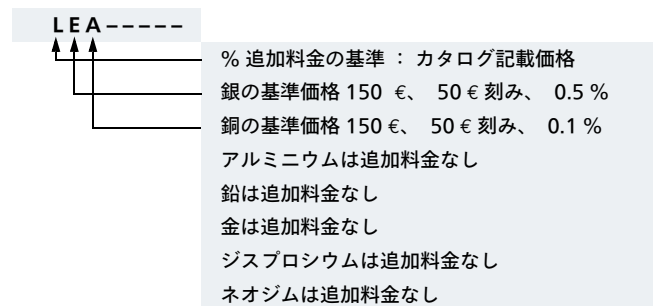 LEA-----
% 追加料金の基準 : カタログ記載価格
銀の基準価格 150 €、 50 € 刻み、 0.5 %
銅の基準価格 150 €、 50 € 刻み、 0.1 %
アルミニウムは追加料金なし
鉛は追加料金なし
金は追加料金なし
ジスプロシウムは追加料金なし
ネオジムは追加料金なし